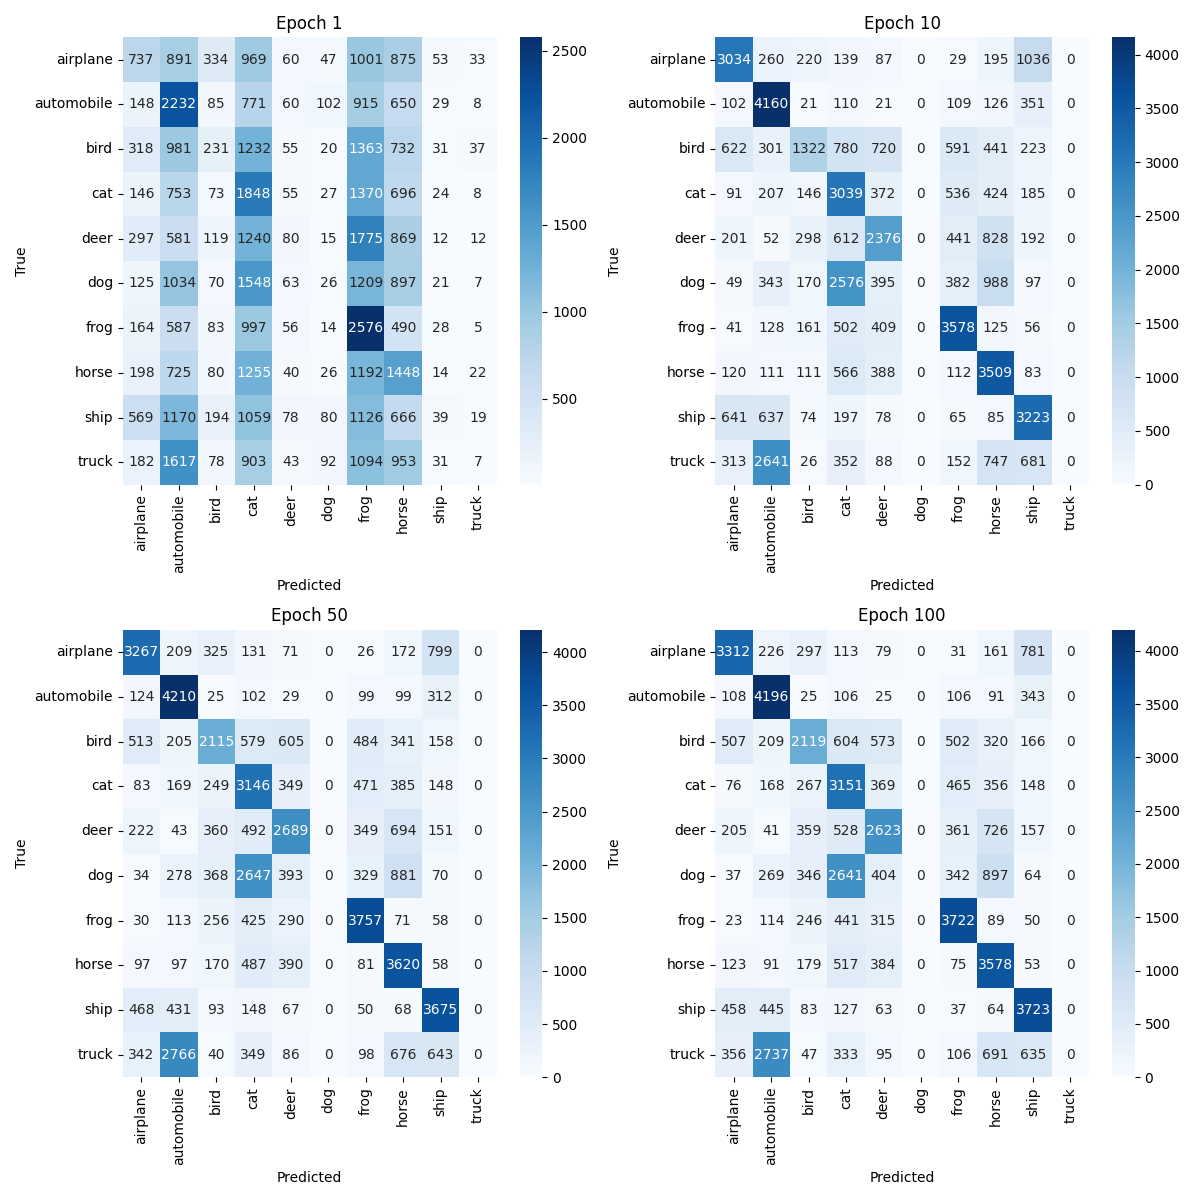 Epoch 1
airplane 737 891 334 969 60 47 1001 875 53 33
automobile 148 2232 85 771 60 102 915 650 29 8
bird 318 981 231 1232 55 20 1363 732 31 37
cat 146 753 73 1848 55 27 1370 696 24 8
deer 297 581 119 1240 80 15 1775 869 12 12
dog 125 1034 70 1548 63 26 1209 897 21 7
frog 164 587 83 997 56 14 2576 490 28 5
horse 198 725 80 1255 40 26 1192 1448 14 22
ship 569 1170 194 1059 78 80 1126 666 39 19
truck 182 1617 78 903 43 92 1094 953 31 7
airplane automobile bird cat deer dog frog horse ship truck
Predicted
True
2500
2000
1500
1000
500
Epoch 10
airplane 3034 260 220 139 87 0 29 195 1036 0
automobile 102 4160 21 110 21 0 109 126 351 0
bird 622 301 1322 780 720 0 591 441 223 0
cat 91 207 146 3039 372 0 536 424 185 0
deer 201 52 298 612 2376 0 441 828 192 0
dog 49 343 170 2576 395 0 382 988 97 0
frog 41 128 161 502 409 0 3578 125 56 0
horse 120 111 111 566 388 0 112 3509 83 0
ship 641 637 74 197 78 0 65 85 3223 0
truck 313 2641 26 352 88 0 152 747 681 0
airplane automobile bird cat deer dog frog horse ship truck
Predicted
True
4000
3500
3000
2500
2000
1500
1000
500
0
Epoch 50
airplane 3267 209 325 131 71 0 26 172 799 0
automobile 124 4210 25 102 29 0 99 99 312 0
bird 513 205 2115 579 605 0 484 341 158 0
cat 83 169 249 3146 349 0 471 385 148 0
deer 222 43 360 492 2689 0 349 694 151 0
dog 34 278 368 2647 393 0 329 881 70 0
frog 30 113 256 425 290 0 3757 71 58 0
horse 97 97 170 487 390 0 81 3620 58 0
ship 468 431 93 148 67 0 50 68 3675 0
truck 342 2766 40 349 86 0 98 676 643 0
airplane automobile bird cat deer dog frog horse ship truck
Predicted
True
4000
3500
3000
2500
2000
1500
1000
500
0
Epoch 100
airplane 3312 226 297 113 79 0 31 161 781 0
automobile 108 4196 25 106 25 0 106 91 343 0
bird 507 209 2119 604 573 0 502 320 166 0
cat 76 168 267 3151 369 0 465 356 148 0
deer 205 41 359 528 2623 0 361 726 157 0
dog 37 269 346 2641 404 0 342 897 64 0
frog 23 114 246 441 315 0 3722 89 50 0
horse 123 91 179 517 384 0 75 3578 53 0
ship 458 445 83 127 63 0 37 64 3723 0
truck 356 2737 47 333 95 0 106 691 635 0
airplane automobile bird cat deer dog frog horse ship truck
Predicted
True
4000
3500
3000
2500
2000
1500
1000
500
0